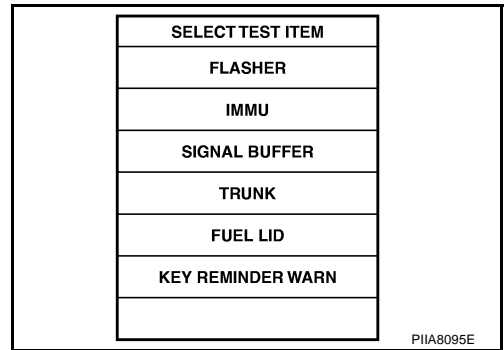 SELECT TEST ITEM
FLASHER
IMMU
SIGNAL BUFFER
TRUNK
FUEL LID
KEY REMINDER WARN
PIIA8095E